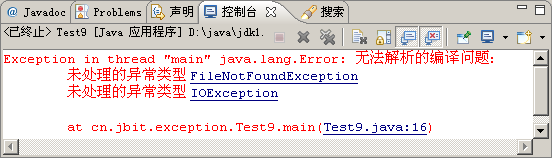 @ Javadoc Problems 声明 控制台 搜索
<已终止> Test9 [Java 应用程序] D:\java\jdk1.
Exception in thread "main" java.lang.Error: 无法解析的编译问题:
未处理的异常类型 FileNotFoundException
未处理的异常类型 IOException
at cn.jbit.exception.Test9.main(Test9.java:16)